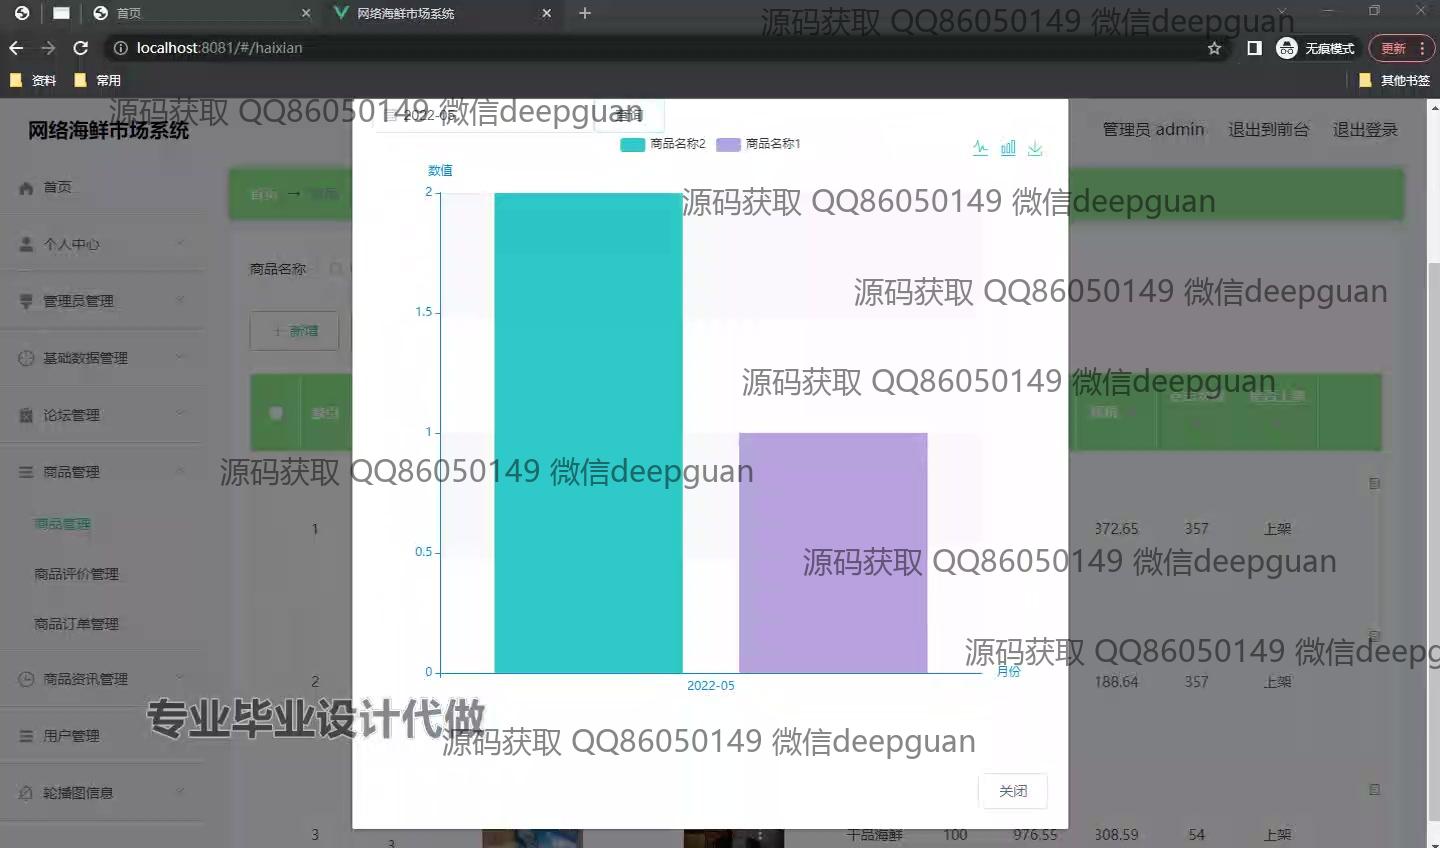 首页
网络海鲜市场系统
源码获取 QQ86050149 微信deepguan
localhost:8081/#/haixian
无痕模式
更新
资料
常用
其他书签
源码获取 QQ86050149 微信deepguan
网络海鲜市场系统
2022-05
查询
管理员 admin
退出到前台
退出登录
商品名称2
商品名称1
数值
首页
首页
2
源码获取 QQ86050149 微信deepguan
个人中心
商品名称
源码获取 QQ86050149 微信deepguan
管理员管理
1.5
新增
基础数据管理
源码获取 QQ86050149 微信deepguan
论坛管理
1
商品管理
源码获取 QQ86050149 微信deepguan
商品管理
1
372.65
357
上架
0.5
源码获取 QQ86050149 微信deepguan
商品评价管理
商品订单管理
源码获取 QQ86050149 微信deepg
0
月份
2022-05
商品资讯管理
2
188.64
357
上架
专业毕业设计代做
用户管理
源码获取 QQ86050149 微信deepguan
轮播图信息
关闭
3
3
干品海鲜
100
976.55
308.59
54
上架